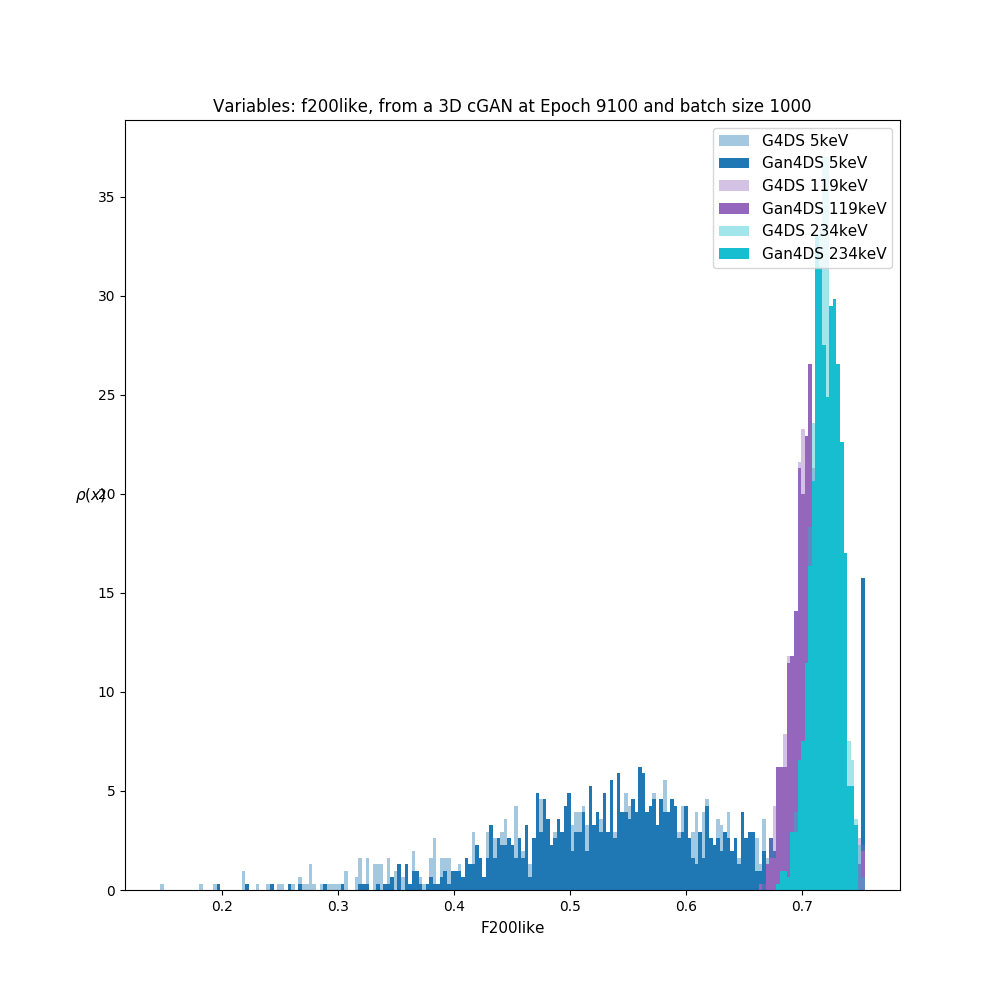 Variables: f200like, from a 3D cGAN at Epoch 9100 and batch size 1000
G4DS 5keV
Gan4DS 5keV
G4DS 119keV
Gan4DS 119keV
G4DS 234keV
Gan4DS 234keV
35
30
25
ρ(x)
20
15
10
5
0
0.2 0.3 0.4 0.5 0.6 0.7
F200like